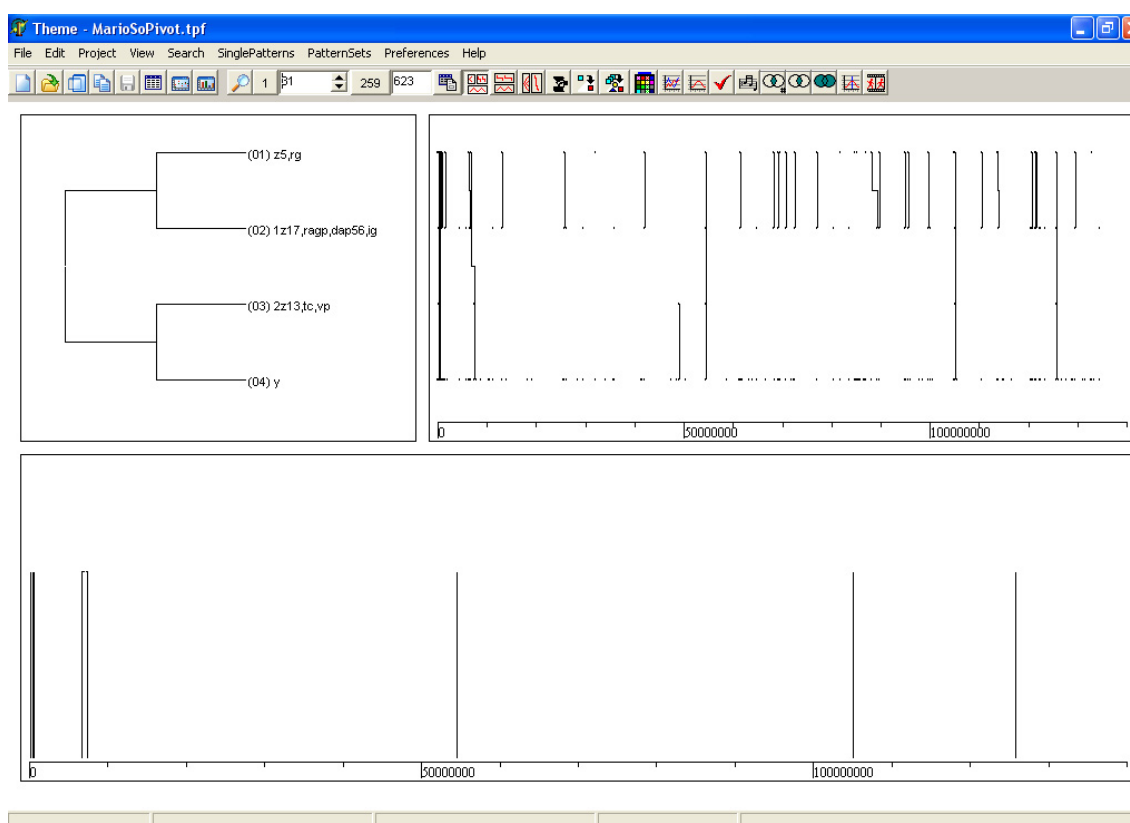 Theme - MarioSoPivot.tpf
File Edit Project View Search SinglePatterns PatternSets Preferences Help
1 31 259 623
(01) z5,rg
(02) 1z17,ragp,dap56,ig
(03) 2z13,tc,vp
(04) y
0 50000000 100000000
0 50000000 100000000